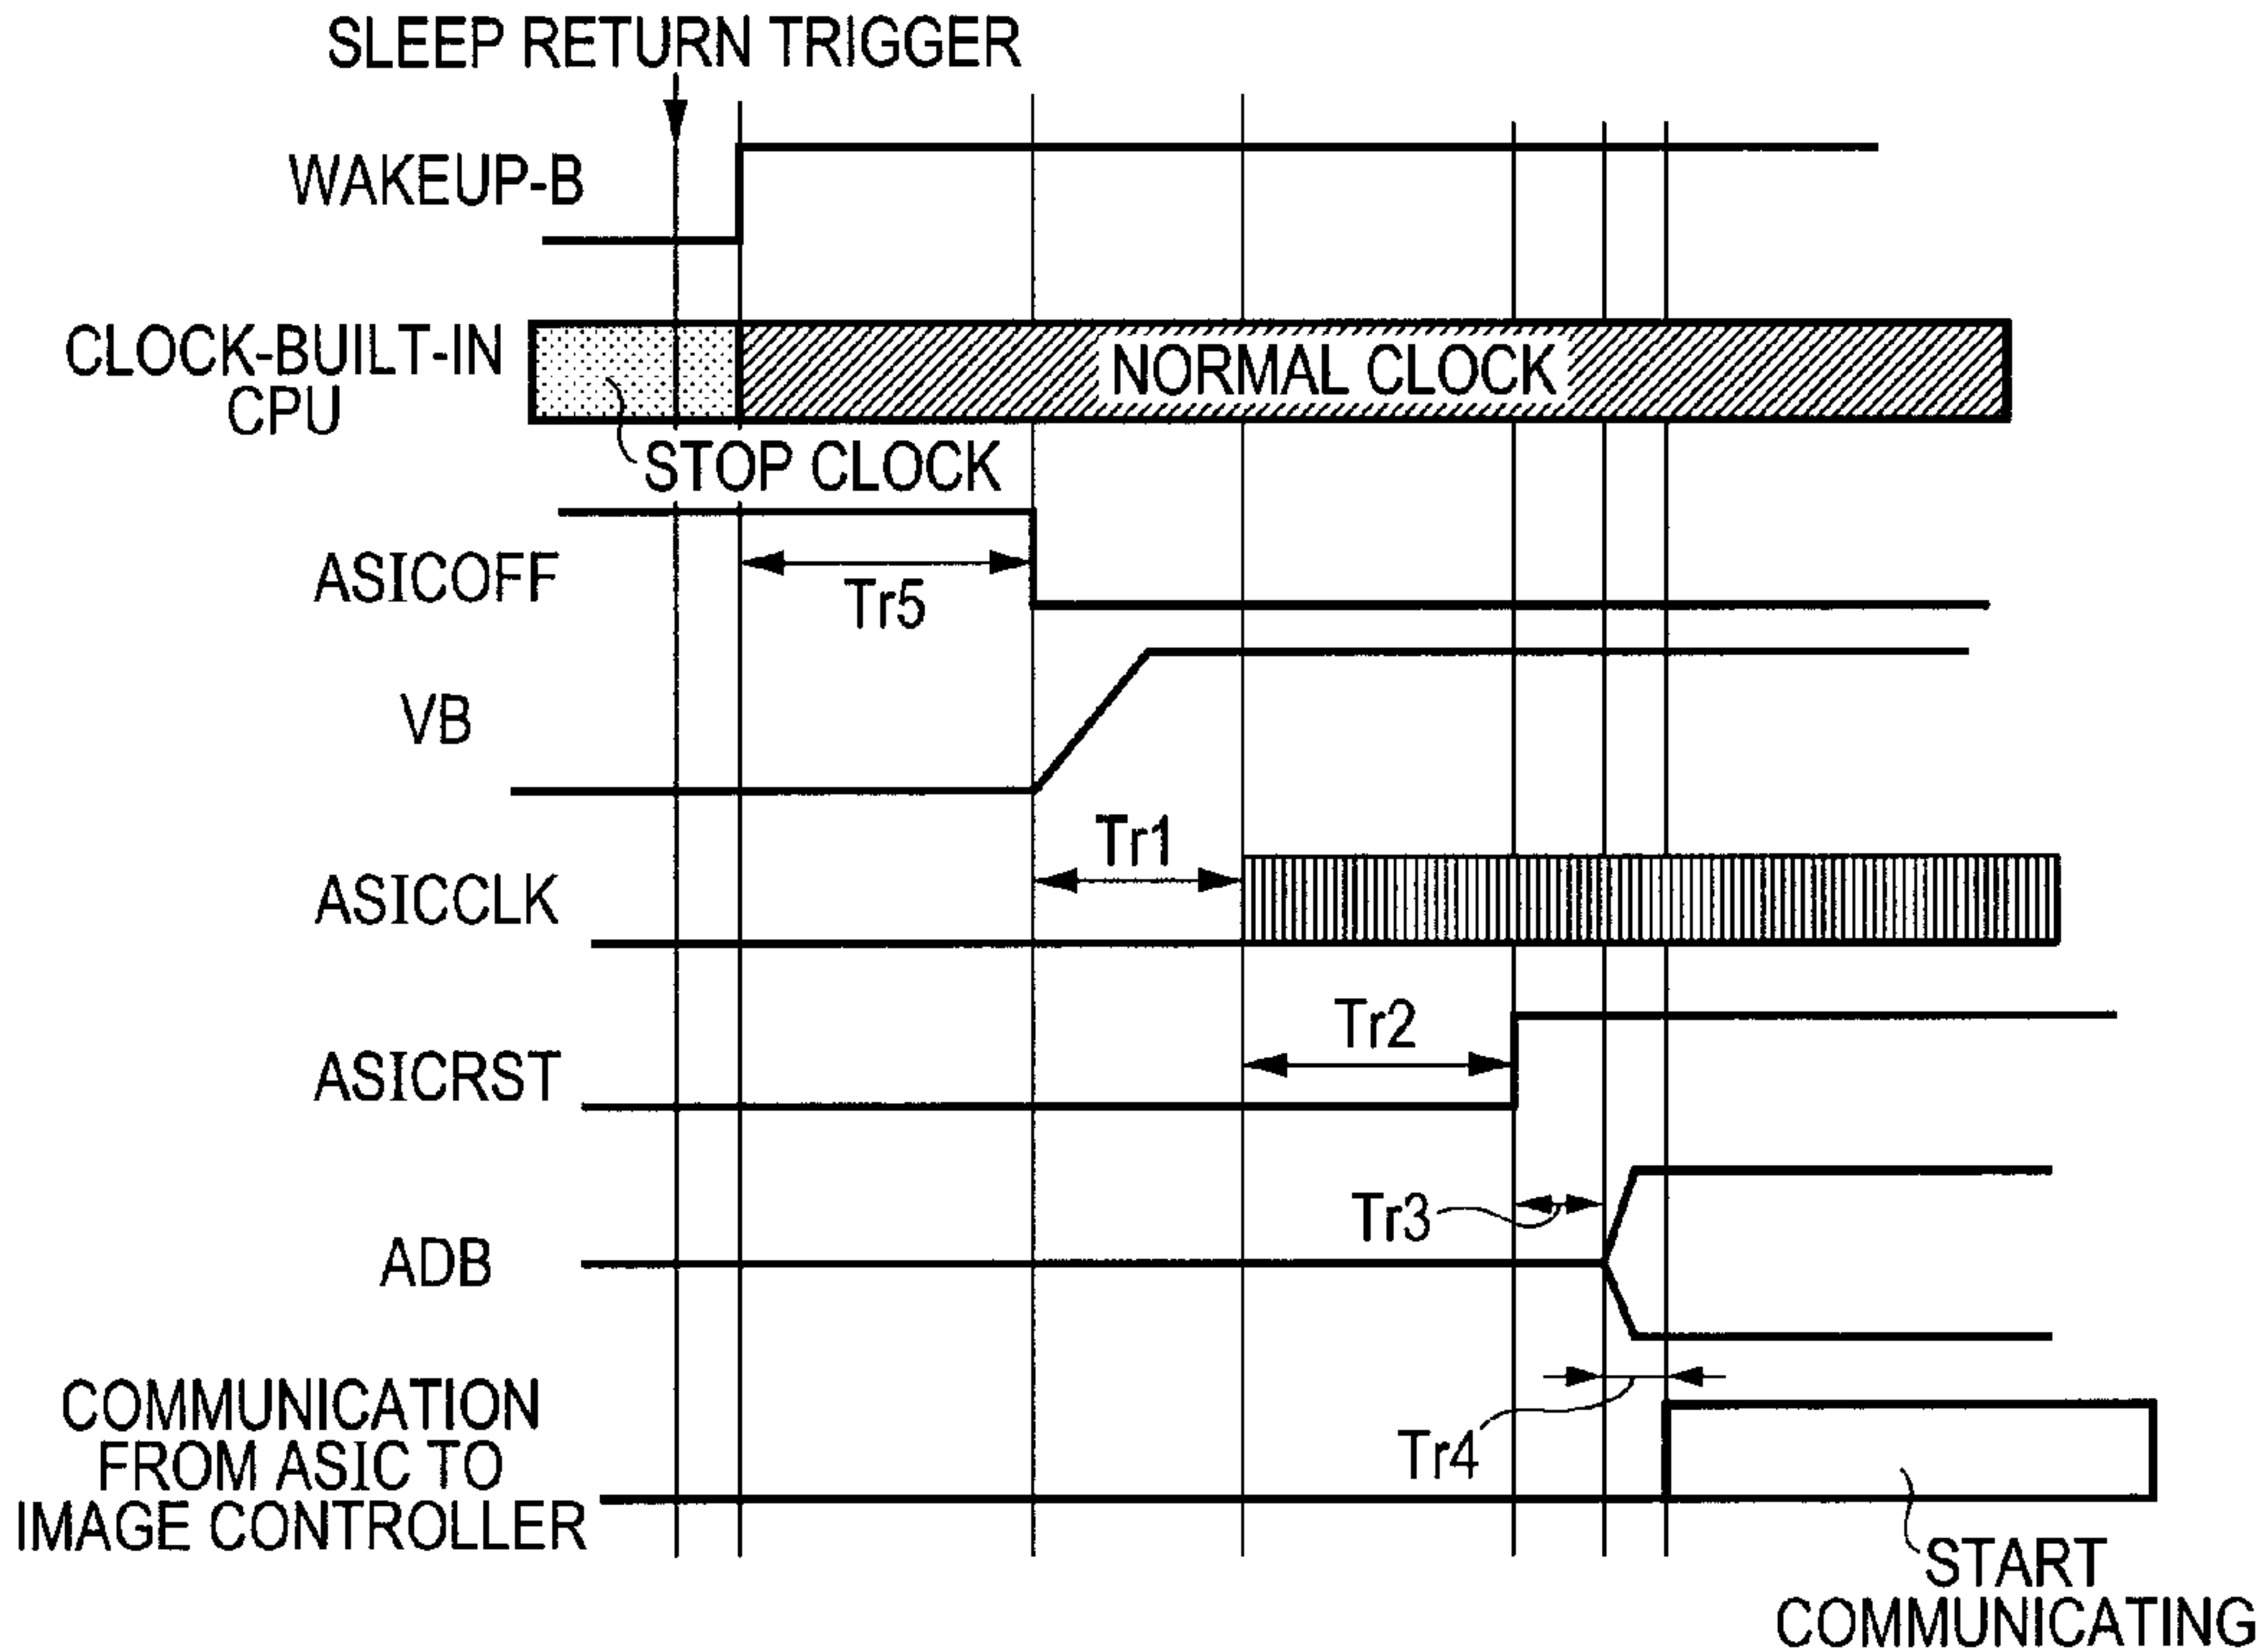 SLEEP RETURN TRIGGER
WAKEUP-B
CLOCK-BUILT-IN
CPU
NORMAL CLOCK
STOP CLOCK
ASICOFF
Tr5
VB
Tr1
ASICCLK
Tr2
ASICRST
Tr3
ADB
COMMUNICATION
FROM ASIC TO
IMAGE CONTROLLER
Tr4
START
COMMUNICATING